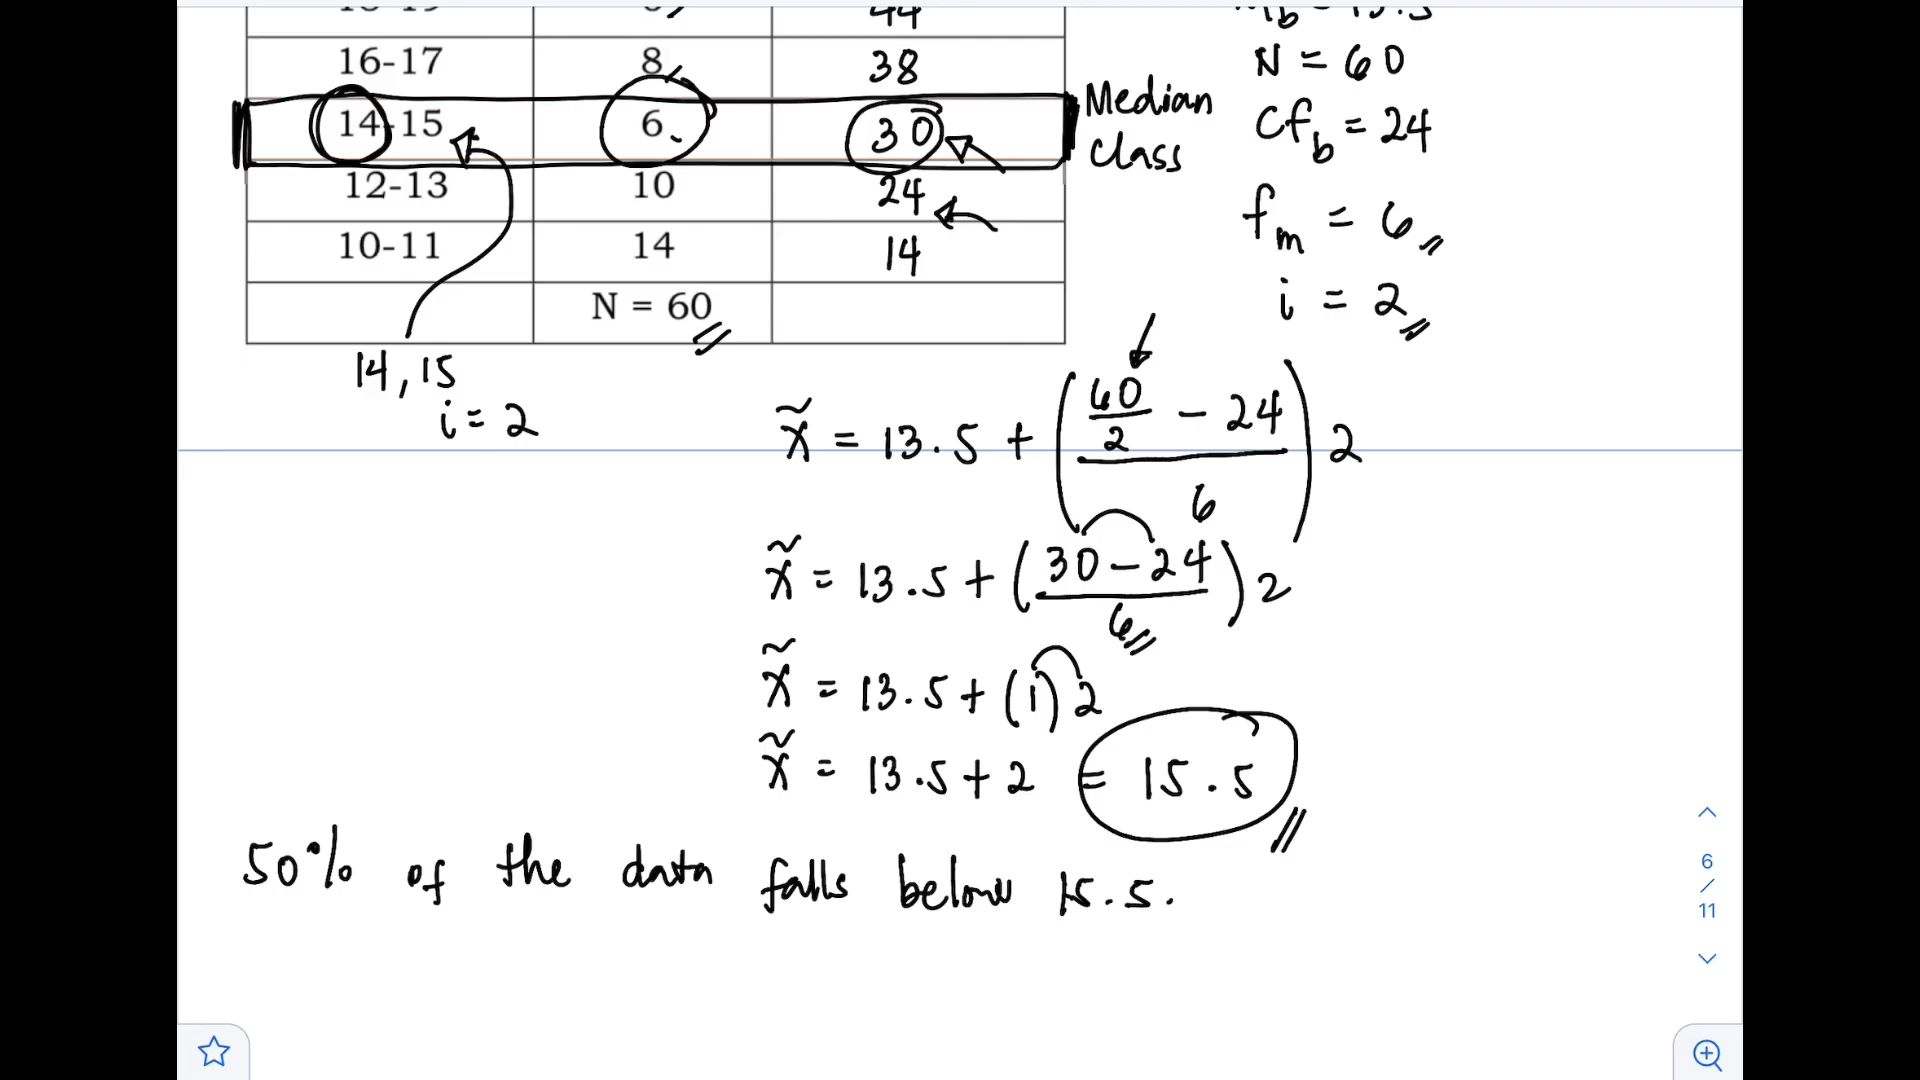 44
16-17 8 38
14-15 6 30
12-13 10 24
10-11 14 14
N = 60
Median
Class
N = 60
Cfb = 24
fm = 6
i = 2
14, 15
i = 2
x̃ = 13.5 + (60/2 - 24 / 6) 2
x̃ = 13.5 + (30-24 / 6) 2
x̃ = 13.5 + (1) 2
x̃ = 13.5 + 2 = 15.5
50% of the data falls below 15.5.
6
/
11